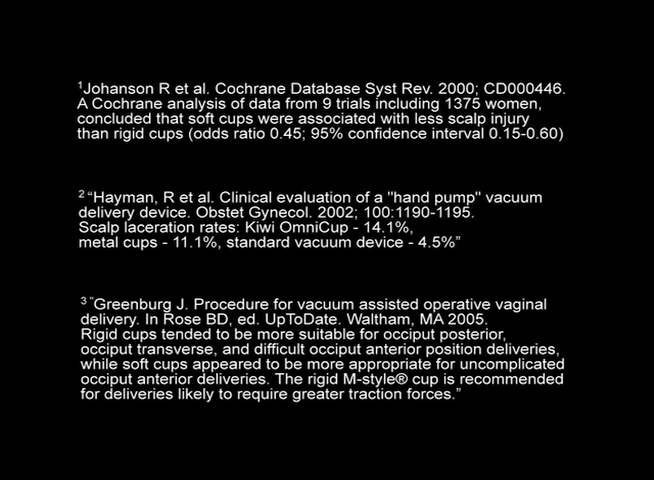 ¹Johanson R et al. Cochrane Database Syst Rev. 2000; CD000446.
A Cochrane analysis of data from 9 trials including 1375 women,
concluded that soft cups were associated with less scalp injury
than rigid cups (odds ratio 0.45; 95% confidence interval 0.15-0.60)
² “Hayman, R et al. Clinical evaluation of a "hand pump" vacuum
delivery device. Obstet Gynecol. 2002; 100:1190-1195.
Scalp laceration rates: Kiwi OmniCup - 14.1%,
metal cups - 11.1%, standard vacuum device - 4.5%”
³ “Greenburg J. Procedure for vacuum assisted operative vaginal
delivery. In Rose BD, ed. UpToDate. Waltham, MA 2005.
Rigid cups tended to be more suitable for occiput posterior,
occiput transverse, and difficult occiput anterior position deliveries,
while soft cups appeared to be more appropriate for uncomplicated
occiput anterior deliveries. The rigid M-style® cup is recommended
for deliveries likely to require greater traction forces.”